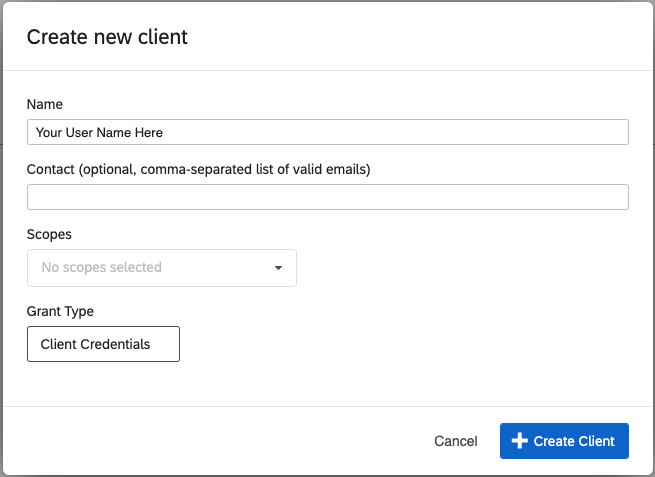 Create new client
Name
Your User Name Here
Contact (optional, comma-separated list of valid emails)
Scopes
No scopes selected
Grant Type
Client Credentials
Cancel
Create Client